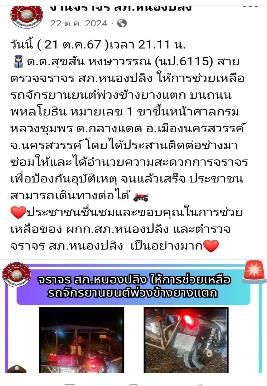 งานจราจร สภ.หนองปลิง
22 ต.ค. 2024
วันนี้ ( 21 ต.ค.67 )เวลา 21.11 น.
ด.ต.สุขสัน หงษาวรรณ (นป.6115) สาย
ตรวจจราจร สภ.หนองปลิง ให้การช่วยเหลือ
รถจักรยานยนต์พ่วงข้างยางแตก บนถนน
พหลโยธิน หมายเลข 1 ขาขึ้นหน้าศาลกรม
หลวงชุมพร ต.กลางแดด อ.เมืองนครสวรรค์
จ.นครสวรรค์ โดยได้ประสานติดต่อช่างมา
ซ่อมให้และได้อำนวยความสะดวกการจราจร
เพื่อป้องกันอุบัติเหตุ จนแล้วเสร็จ ประชาชน
สามารถเดินทางต่อได้ 🏍️
❤️ประชาชนชื่นชมและขอบคุณในการช่วย
เหลือของ ผกก.สภ.หนองปลิง และตำรวจ
จราจร สภ.หนองปลิง เป็นอย่างมาก❤️
จราจร สภ.หนองปลิง ให้การช่วยเหลือ
รถจักรยานยนต์พ่วงข้างยางแตก